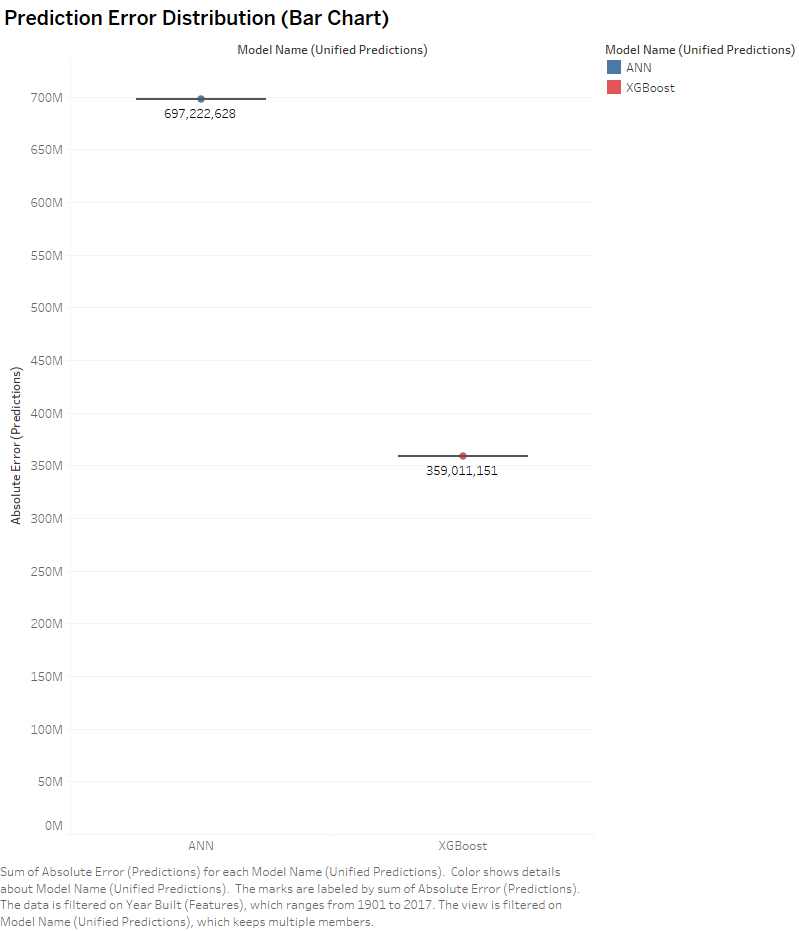 Prediction Error Distribution (Bar Chart)
Model Name (Unified Predictions)
Model Name (Unified Predictions)
ANN
XGBoost
700M
650M
600M
550M
500M
450M
400M
350M
300M
250M
200M
150M
100M
50M
0M
Absolute Error (Predictions)
697,222,628
359,011,151
ANN
XGBoost
Sum of Absolute Error (Predictions) for each Model Name (Unified Predictions). Color shows details
about Model Name (Unified Predictions). The marks are labeled by sum of Absolute Error (Predictions).
The data is filtered on Year Built (Features), which ranges from 1901 to 2017. The view is filtered on
Model Name (Unified Predictions), which keeps multiple members.